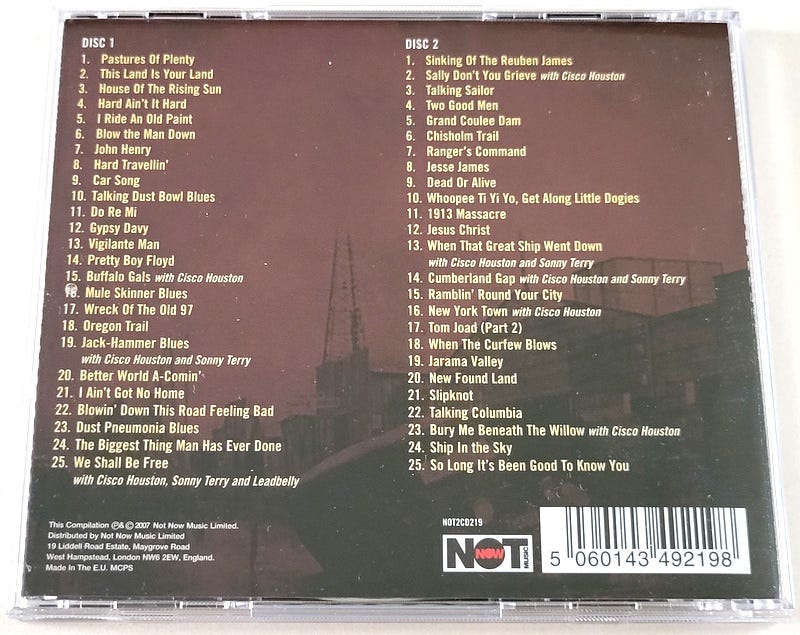 DISC 1
1. Pastures Of Plenty
2. This Land Is Your Land
3. House Of The Rising Sun
4. Hard Ain't It Hard
5. I Ride An Old Paint
6. Blow the Man Down
7. John Henry
8. Hard Travellin'
9. Car Song
10. Talking Dust Bowl Blues
11. Do Re Mi
12. Gypsy Davy
13. Vigilante Man
14. Pretty Boy Floyd
15. Buffalo Gals with Cisco Houston
16. Mule Skinner Blues
17. Wreck Of The Old 97
18. Oregon Trail
19. Jack-Hammer Blues
with Cisco Houston and Sonny Terry
20. Better World A-Comin'
21. I Ain't Got No Home
22. Blowin' Down This Road Feeling Bad
23. Dust Pneumonia Blues
24. The Biggest Thing Man Has Ever Done
25. We Shall Be Free
with Cisco Houston, Sonny Terry and Leadbelly
DISC 2
1. Sinking Of The Reuben James
2. Sally Don't You Grieve with Cisco Houston
3. Talking Sailor
4. Two Good Men
5. Grand Coulee Dam
6. Chisholm Trail
7. Ranger's Command
8. Jesse James
9. Dead Or Alive
10. Whoopee Ti Yi Yo, Get Along Little Dogies
11. 1913 Massacre
12. Jesus Christ
13. When That Great Ship Went Down
with Cisco Houston and Sonny Terry
14. Cumberland Gap with Cisco Houston and Sonny Terry
15. Ramblin' Round Your City
16. New York Town with Cisco Houston
17. Tom Joad (Part 2)
18. When The Curfew Blows
19. Jarama Valley
20. New Found Land
21. Slipknot
22. Talking Columbia
23. Bury Me Beneath The Willow with Cisco Houston
24. Ship In the Sky
25. So Long It's Been Good To Know You
This Compilation ℗& © 2007 Not Now Music Limited.
Distributed by Not Now Music Limited
19 Liddell Road Estate, Maygrove Road
West Hampstead, London NW6 2EW, England.
Made In The E.U. MCPS
NOT2CD219
NOT NOW MUSIC
5 060143 492198